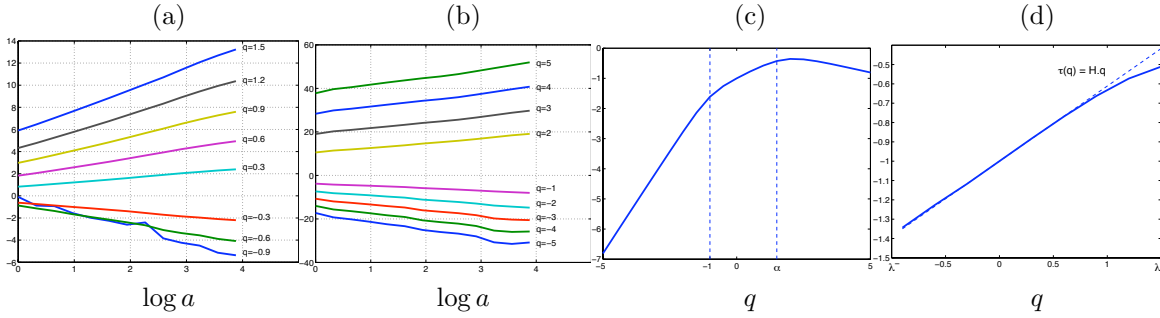 (a) (b) (c) (d)
14
12
10
8
6
4
2
0
−2
−4
−6
0 1 2 3 4 5
q=1.5
q=1.2
q=0.9
q=0.6
q=0.3
q=−0.3
q=−0.6
q=−0.9
log a
60
40
20
0
−20
−40
0 1 2 3 4 5
q=5
q=4
q=3
q=2
q=−1
q=−2
q=−3
q=−4
q=−5
log a
0
−1
−2
−3
−4
−5
−6
−7
−5 −1 0 α 5
q
τ(q) = H.q
−0.5
−0.6
−0.7
−0.8
−0.9
−1
−1.1
−1.2
−1.3
−1.4
−1.5
λ⁻ −0.5 0 0.5 1 λ
q